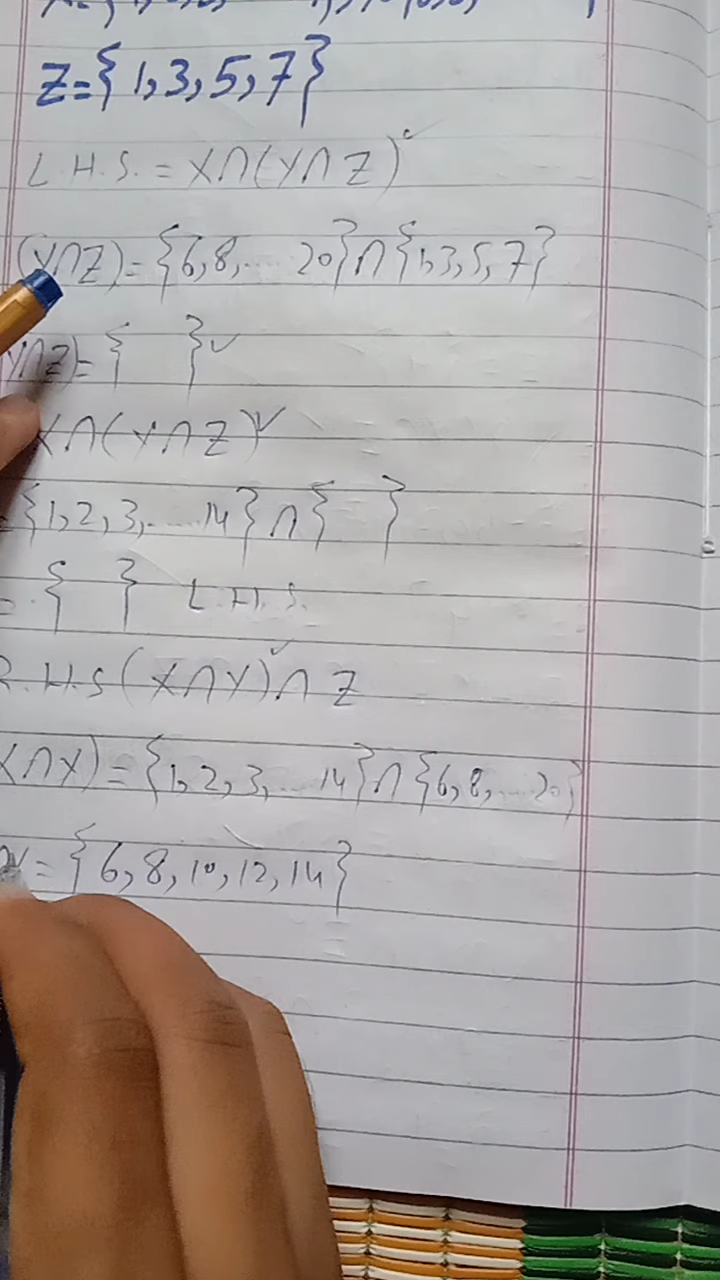 Z={1,3,5,7}
L.H.S. = X∩(Y∩Z)
(Y∩Z)={6,8,.... 20}∩{1,3,5,7}
Y∩Z)={ }
X∩(Y∩Z)
={1,2,3,....14}∩{ }
={ } L.H.S.
R.H.S (X∩Y)∩Z
X∩Y)={1,2,3,...14}∩{6,8,...20}
={6,8,10,12,14}